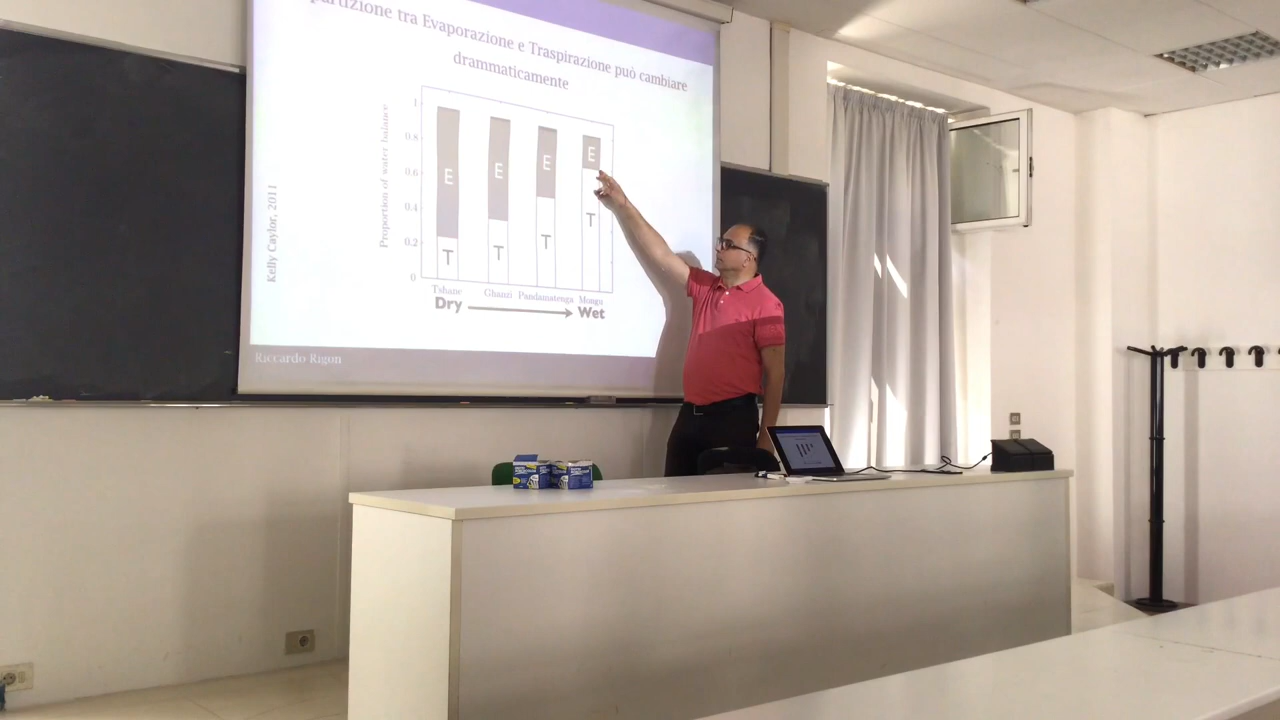 partizione tra Evaporazione e Traspirazione può cambiare
drammaticamente
Proportion of water balance
1
0.8
0.6
0.4
0.2
0
E
E
E
E
T
T
T
T
Tshane
Ghanzi
Pandamatenga
Mongu
Dry
Wet
Kelly Caylor, 2011
Riccardo Rigon